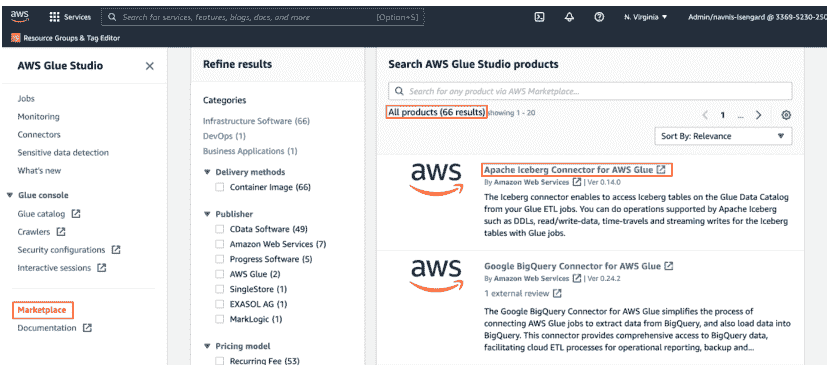 aws
Services
Search for services, features, blogs, docs, and more
[Option+S]
N. Virginia
Admin/navnis-Isengard @ 3369-5230-250
Resource Groups & Tag Editor
AWS Glue Studio
Jobs
Monitoring
Connectors
Sensitive data detection
What's new
Glue console
Glue catalog
Crawlers
Security configurations
Interactive sessions
Marketplace
Documentation
Refine results
Categories
Infrastructure Software (66)
DevOps (1)
Business Applications (1)
Delivery methods
Container Image (66)
Publisher
CData Software (49)
Amazon Web Services (7)
Progress Software (5)
AWS Glue (2)
SingleStore (1)
EXASOL AG (1)
MarkLogic (1)
Pricing model
Recurring Fee (53)
Search AWS Glue Studio products
Search for any product via AWS Marketplace...
All products (66 results) showing 1 - 20
1 ...
Sort By: Relevance
aws
Apache Iceberg Connector for AWS Glue
By Amazon Web Services | Ver 0.14.0
The Iceberg connector enables to access Iceberg tables on the Glue Data Catalog
from your Glue ETL jobs. You can do operations supported by Apache Iceberg
such as DDLs, read/write-data, time-travels and streaming writes for the Iceberg
tables with Glue jobs.
aws
Google BigQuery Connector for AWS Glue
By Amazon Web Services | Ver 0.24.2
1 external review
The Google BigQuery Connector for AWS Glue simplifies the process of
connecting AWS Glue jobs to extract data from BigQuery, and also load data into
BigQuery. This connector provides comprehensive access to BigQuery data,
facilitating cloud ETL processes for operational reporting, backup and...